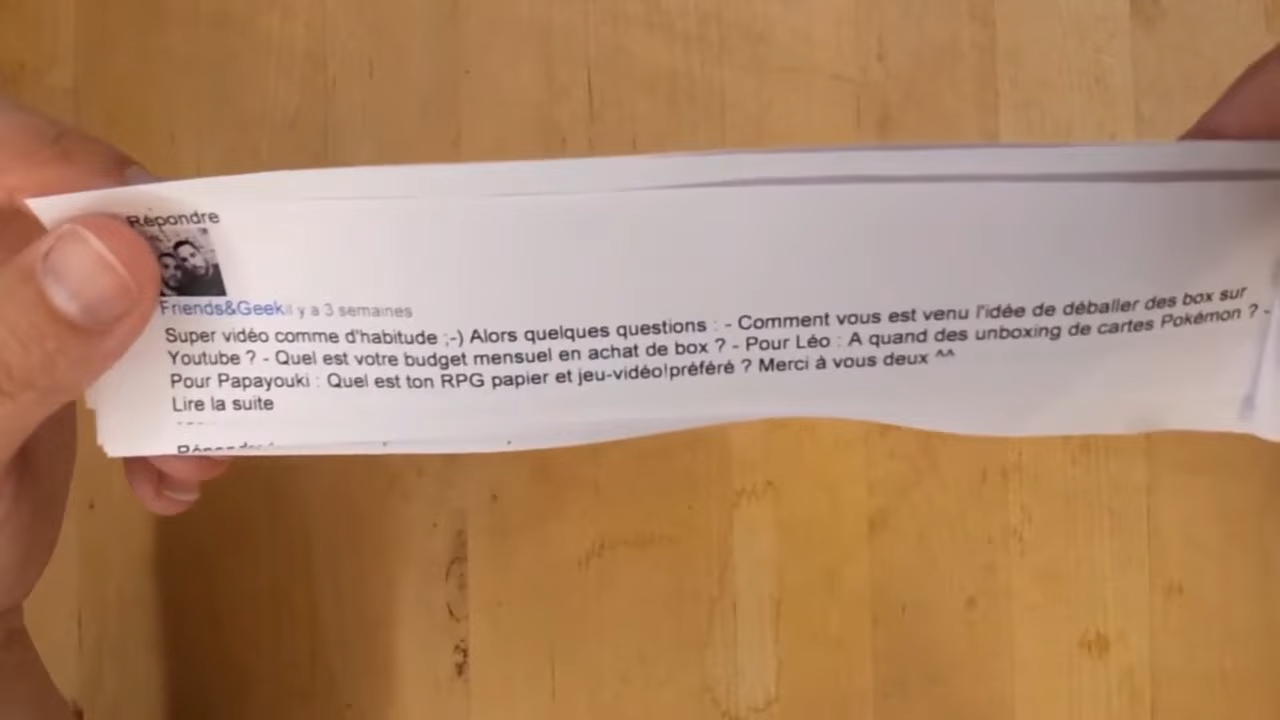 Répondre
Friends&Geek il y a 3 semaines
Super vidéo comme d'habitude ;-) Alors quelques questions : - Comment vous est venu l'idée de déballer des box sur
Youtube ? - Quel est votre budget mensuel en achat de box ? - Pour Léo : A quand des unboxing de cartes Pokémon ? -
Pour Papayouki : Quel est ton RPG papier et jeu-vidéo préféré ? Merci à vous deux ^^
Lire la suite